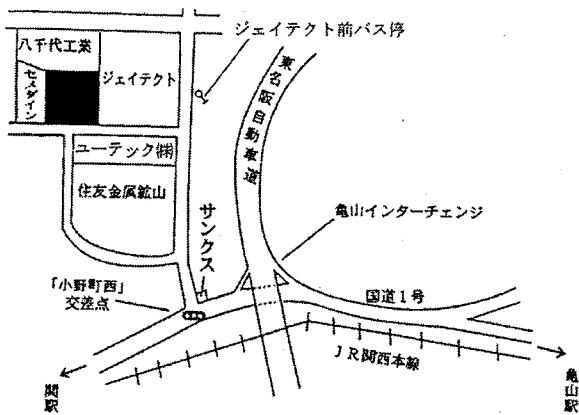 ジェイテクト前バス停
八千代工業
セメダイン
ジェイテクト
東名阪自動車道
ユーテック㈱
住友金属鉱山
サンクス
亀山インターチェンジ
「小野町西」
交差点
国道1号
JR関西本線
関駅
亀山駅